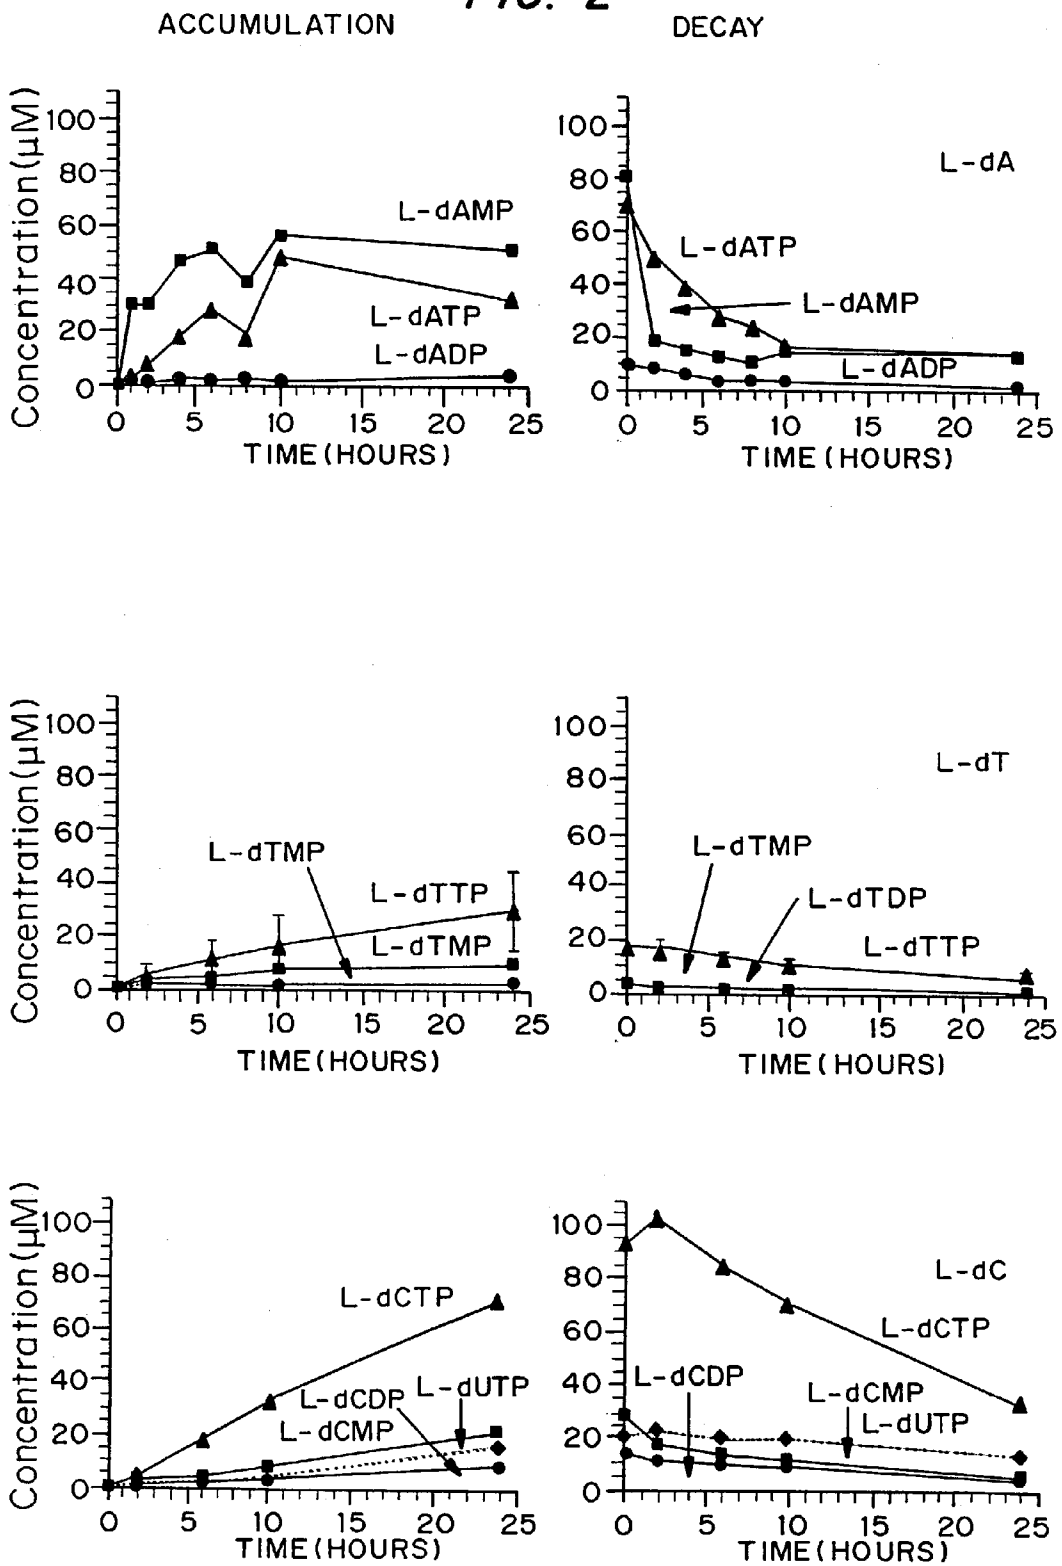 FIG. 2
ACCUMULATION
DECAY
Concentration (μM)
100
80
60
40
20
0
L-dAMP
L-dATP
L-dADP
0 5 10 15 20 25
TIME (HOURS)
100
80
60
40
20
0
L-dA
L-dATP
L-dAMP
L-dADP
0 5 10 15 20 25
TIME (HOURS)
Concentration (μM)
100
80
60
40
20
0
L-dTMP
L-dTTP
L-dTMP
0 5 10 15 20 25
TIME (HOURS)
100
80
60
40
20
0
L-dT
L-dTMP
L-dTDP
L-dTTP
0 5 10 15 20 25
TIME (HOURS)
Concentration (μM)
100
80
60
40
20
0
L-dCTP
L-dCDP
L-dUTP
L-dCMP
0 5 10 15 20 25
TIME (HOURS)
100
80
60
40
20
0
L-dC
L-dCTP
L-dCDP
L-dCMP
L-dUTP
0 5 10 15 20 25
TIME (HOURS)